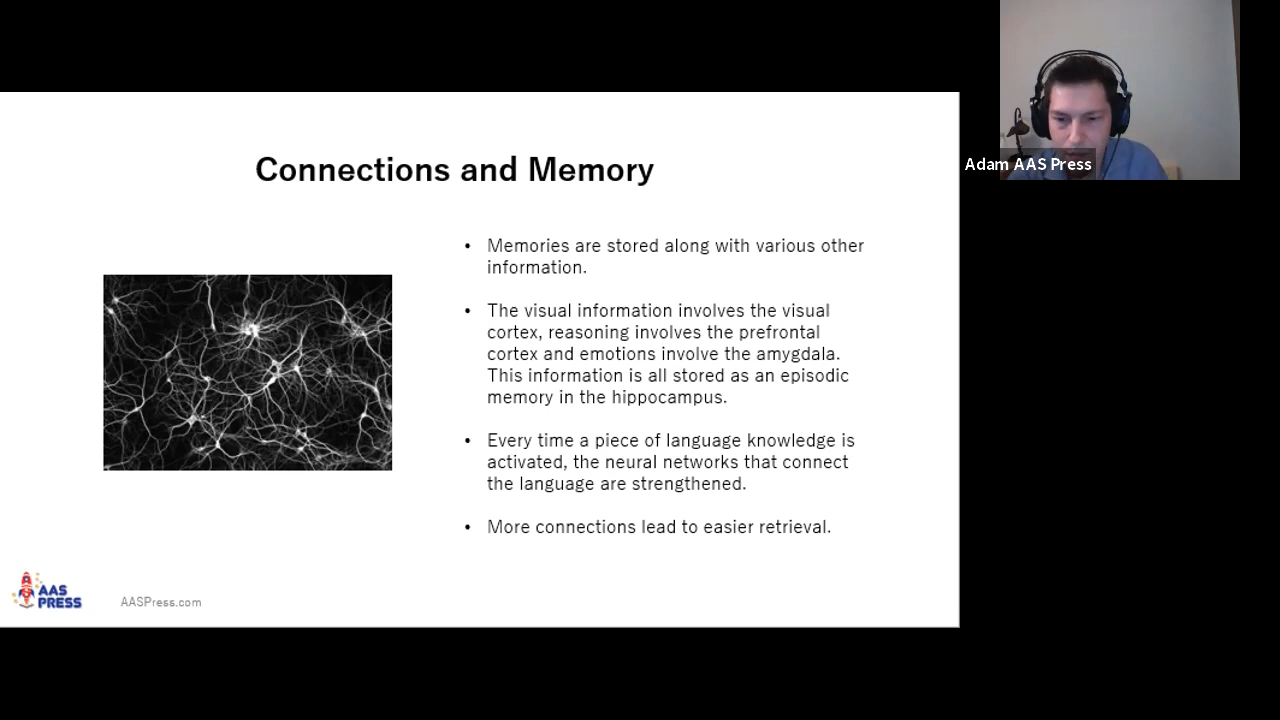 Connections and Memory
Adam AAS Press
• Memories are stored along with various other
information.
• The visual information involves the visual
cortex, reasoning involves the prefrontal
cortex and emotions involve the amygdala.
This information is all stored as an episodic
memory in the hippocampus.
• Every time a piece of language knowledge is
activated, the neural networks that connect
the language are strengthened.
• More connections lead to easier retrieval.
AAS
PRESS
AASPress.com